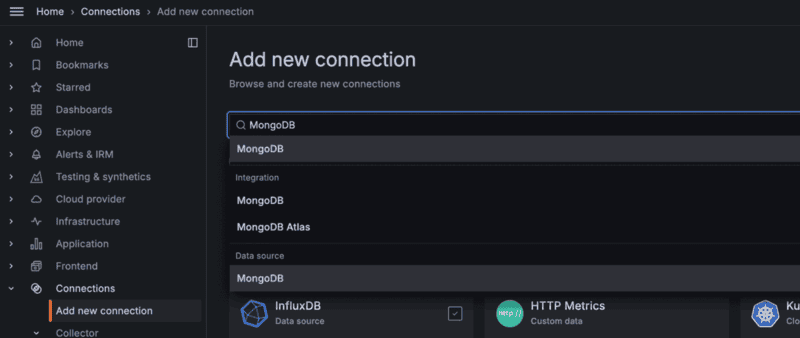 Home > Connections > Add new connection
Home
Bookmarks
Starred
Dashboards
Explore
Alerts & IRM
Testing & synthetics
Cloud provider
Infrastructure
Application
Frontend
Connections
Add new connection
Collector
Add new connection
Browse and create new connections
MongoDB
MongoDB
Integration
MongoDB
MongoDB Atlas
Data source
MongoDB
InfluxDB
Data source
http://
HTTP Metrics
Custom data
Ku
Clo